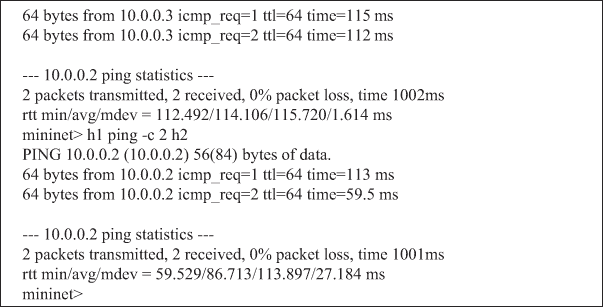 64 bytes from 10.0.0.3 icmp_req=1 ttl=64 time=115 ms
64 bytes from 10.0.0.3 icmp_req=2 ttl=64 time=112 ms
--- 10.0.0.2 ping statistics ---
2 packets transmitted, 2 received, 0% packet loss, time 1002ms
rtt min/avg/mdev = 112.492/114.106/115.720/1.614 ms
mininet> h1 ping -c 2 h2
PING 10.0.0.2 (10.0.0.2) 56(84) bytes of data.
64 bytes from 10.0.0.2 icmp_req=1 ttl=64 time=113 ms
64 bytes from 10.0.0.2 icmp_req=2 ttl=64 time=59.5 ms
--- 10.0.0.2 ping statistics ---
2 packets transmitted, 2 received, 0% packet loss, time 1001ms
rtt min/avg/mdev = 59.529/86.713/113.897/27.184 ms
mininet>